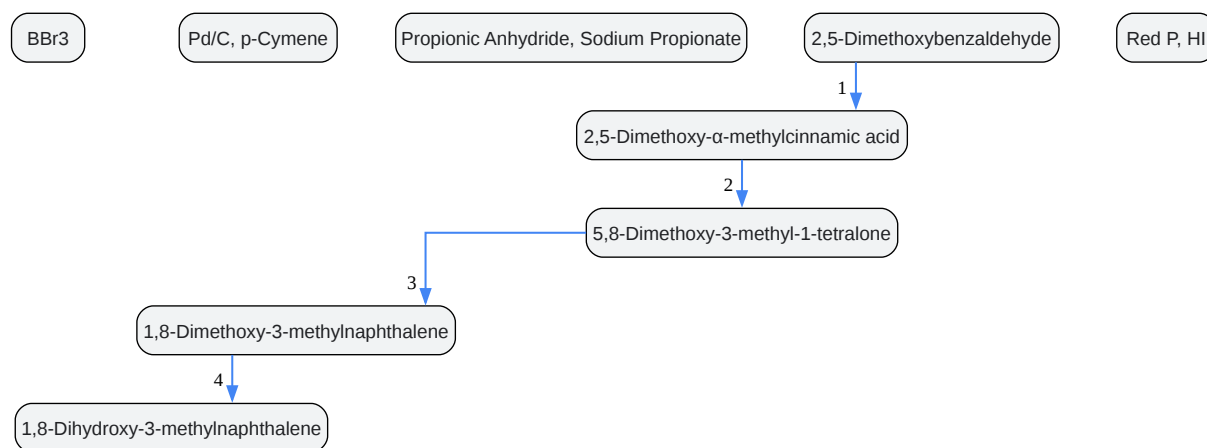 BBr3
Pd/C, p-Cymene
Propionic Anhydride, Sodium Propionate
2,5-Dimethoxybenzaldehyde
Red P, HI
1
2,5-Dimethoxy-α-methylcinnamic acid
2
5,8-Dimethoxy-3-methyl-1-tetralone
3
1,8-Dimethoxy-3-methylnaphthalene
4
1,8-Dihydroxy-3-methylnaphthalene